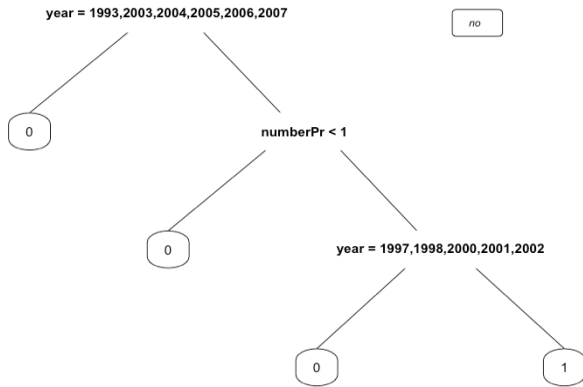 year = 1993,2003,2004,2005,2006,2007
no
0
numberPr < 1
0
year = 1997,1998,2000,2001,2002
0
1